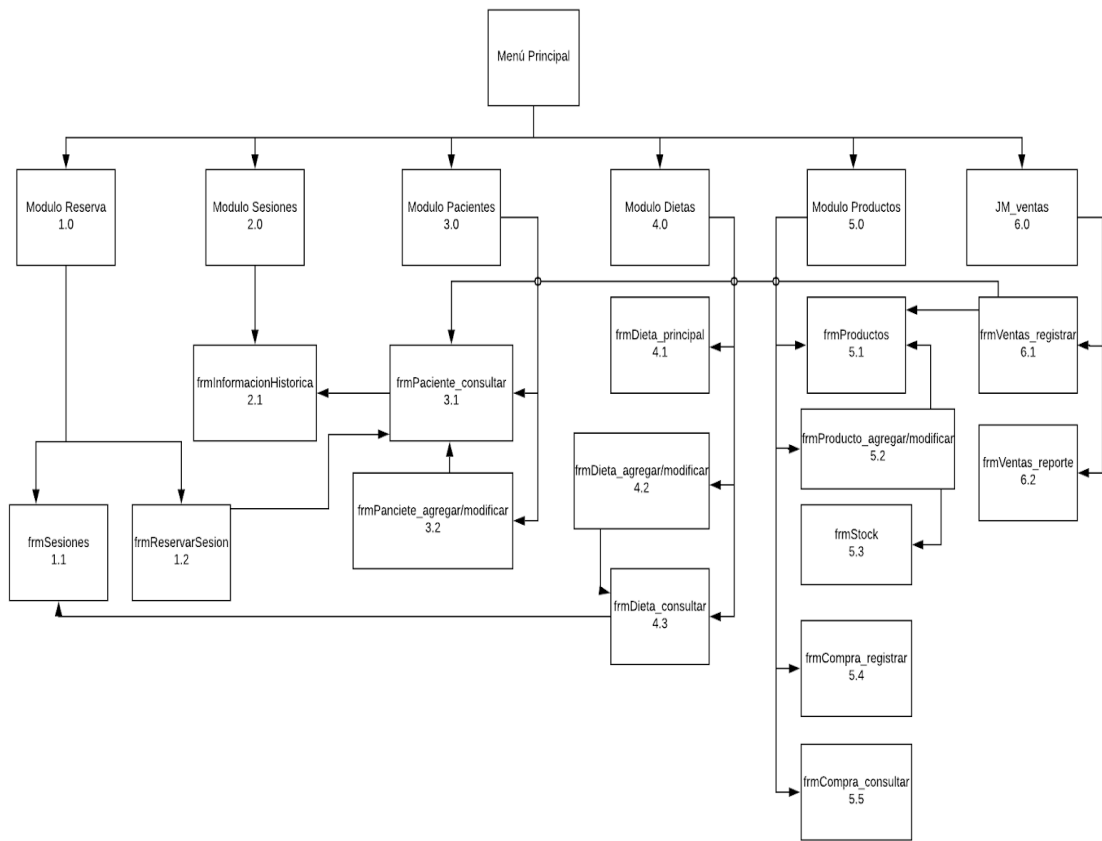 Menú Principal
Modulo Reserva
1.0
Modulo Sesiones
2.0
Modulo Pacientes
3.0
Modulo Dietas
4.0
Modulo Productos
5.0
JM_ventas
6.0
frmInformacionHistorica
2.1
frmPaciente_consultar
3.1
frmDieta_principal
4.1
frmProductos
5.1
frmVentas_registrar
6.1
frmPanciete_agregar/modificar
3.2
frmDieta_agregar/modificar
4.2
frmProducto_agregar/modificar
5.2
frmVentas_reporte
6.2
frmSesiones
1.1
frmReservarSesion
1.2
frmStock
5.3
frmDieta_consultar
4.3
frmCompra_registrar
5.4
frmCompra_consultar
5.5